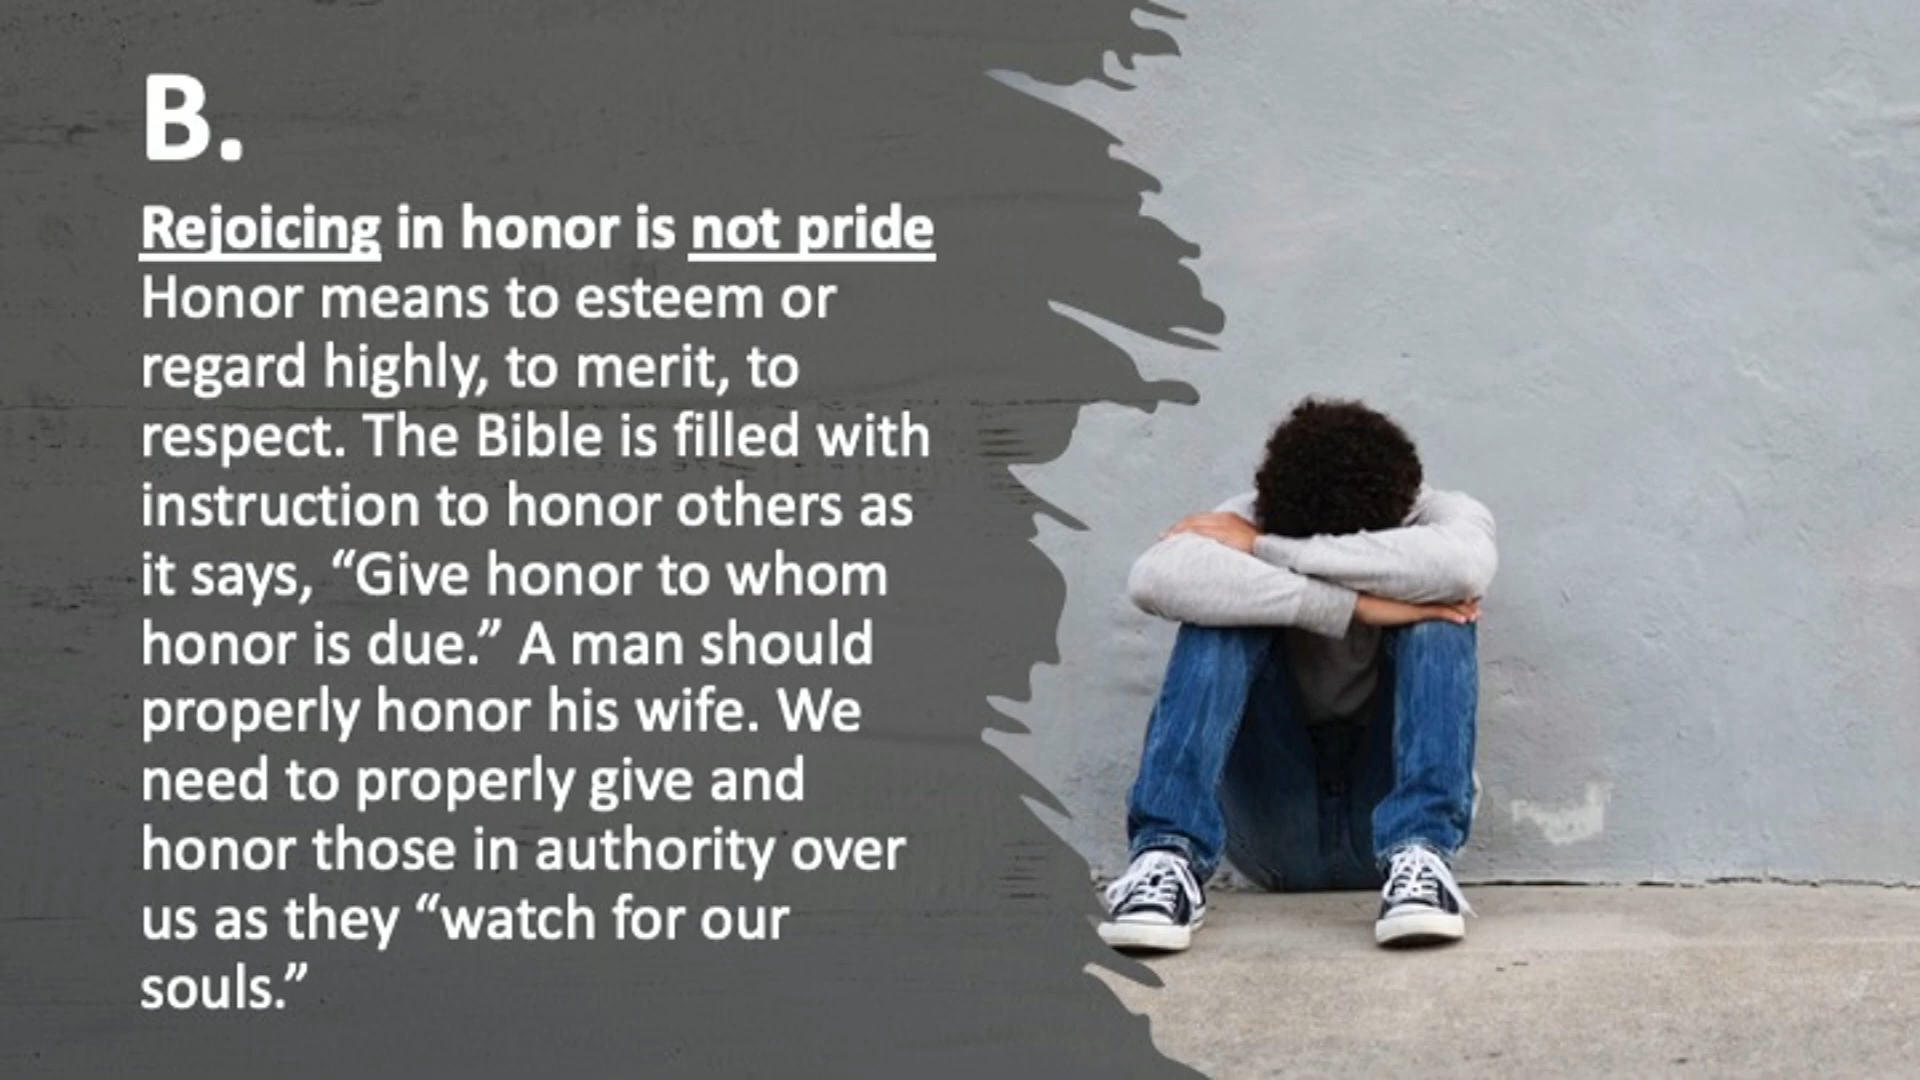 B.
Rejoicing in honor is not pride
Honor means to esteem or
regard highly, to merit, to
respect. The Bible is filled with
instruction to honor others as
it says, “Give honor to whom
honor is due.” A man should
properly honor his wife. We
need to properly give and
honor those in authority over
us as they “watch for our
souls.”